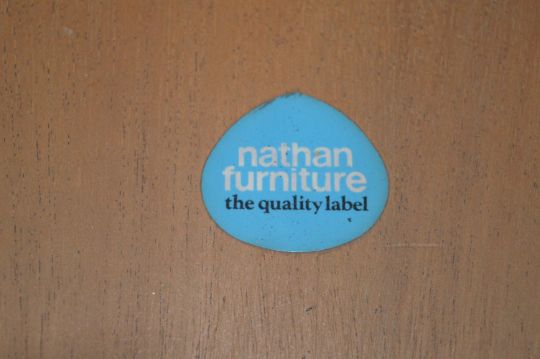 nathan
furniture
the quality label